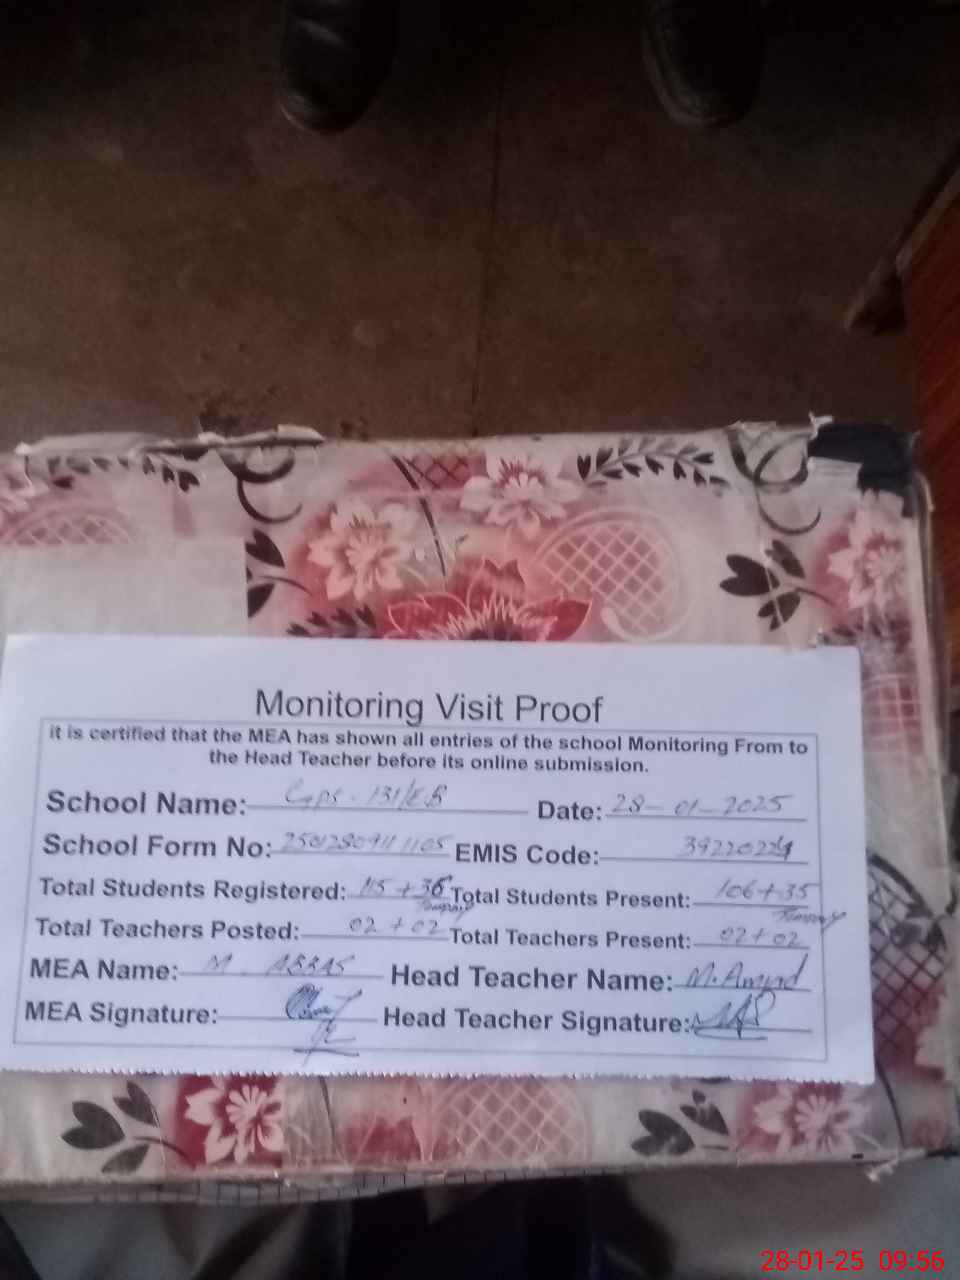 Monitoring Visit Proof
it is certified that the MEA has shown all entries of the school Monitoring From to
the Head Teacher before its online submission.
School Name: GPS. 131/EB Date: 28-01-2025
School Form No: EMIS Code:
Total Students Registered: 115 + 36 Total Students Present: 106+35
Total Teachers Posted: 02 + 02 Total Teachers Present: 02+02
MEA Name: M. ABBAS Head Teacher Name: M. Amjad
MEA Signature: Head Teacher Signature:
28-01-25 09:56